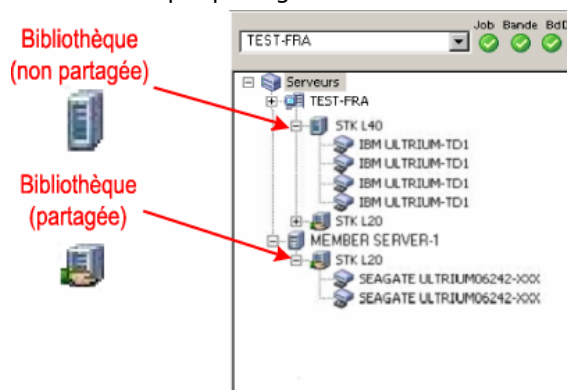 Bibliothèque
(non partagée)
Bibliothèque
(partagée)
Job Bande BdD
TEST-FRA
Serveurs
TEST-FRA
STK L40
IBM ULTRIUM-TD1
IBM ULTRIUM-TD1
IBM ULTRIUM-TD1
IBM ULTRIUM-TD1
STK L20
MEMBER SERVER-1
STK L20
SEAGATE ULTRIUM06242-XXX
SEAGATE ULTRIUM06242-XXX